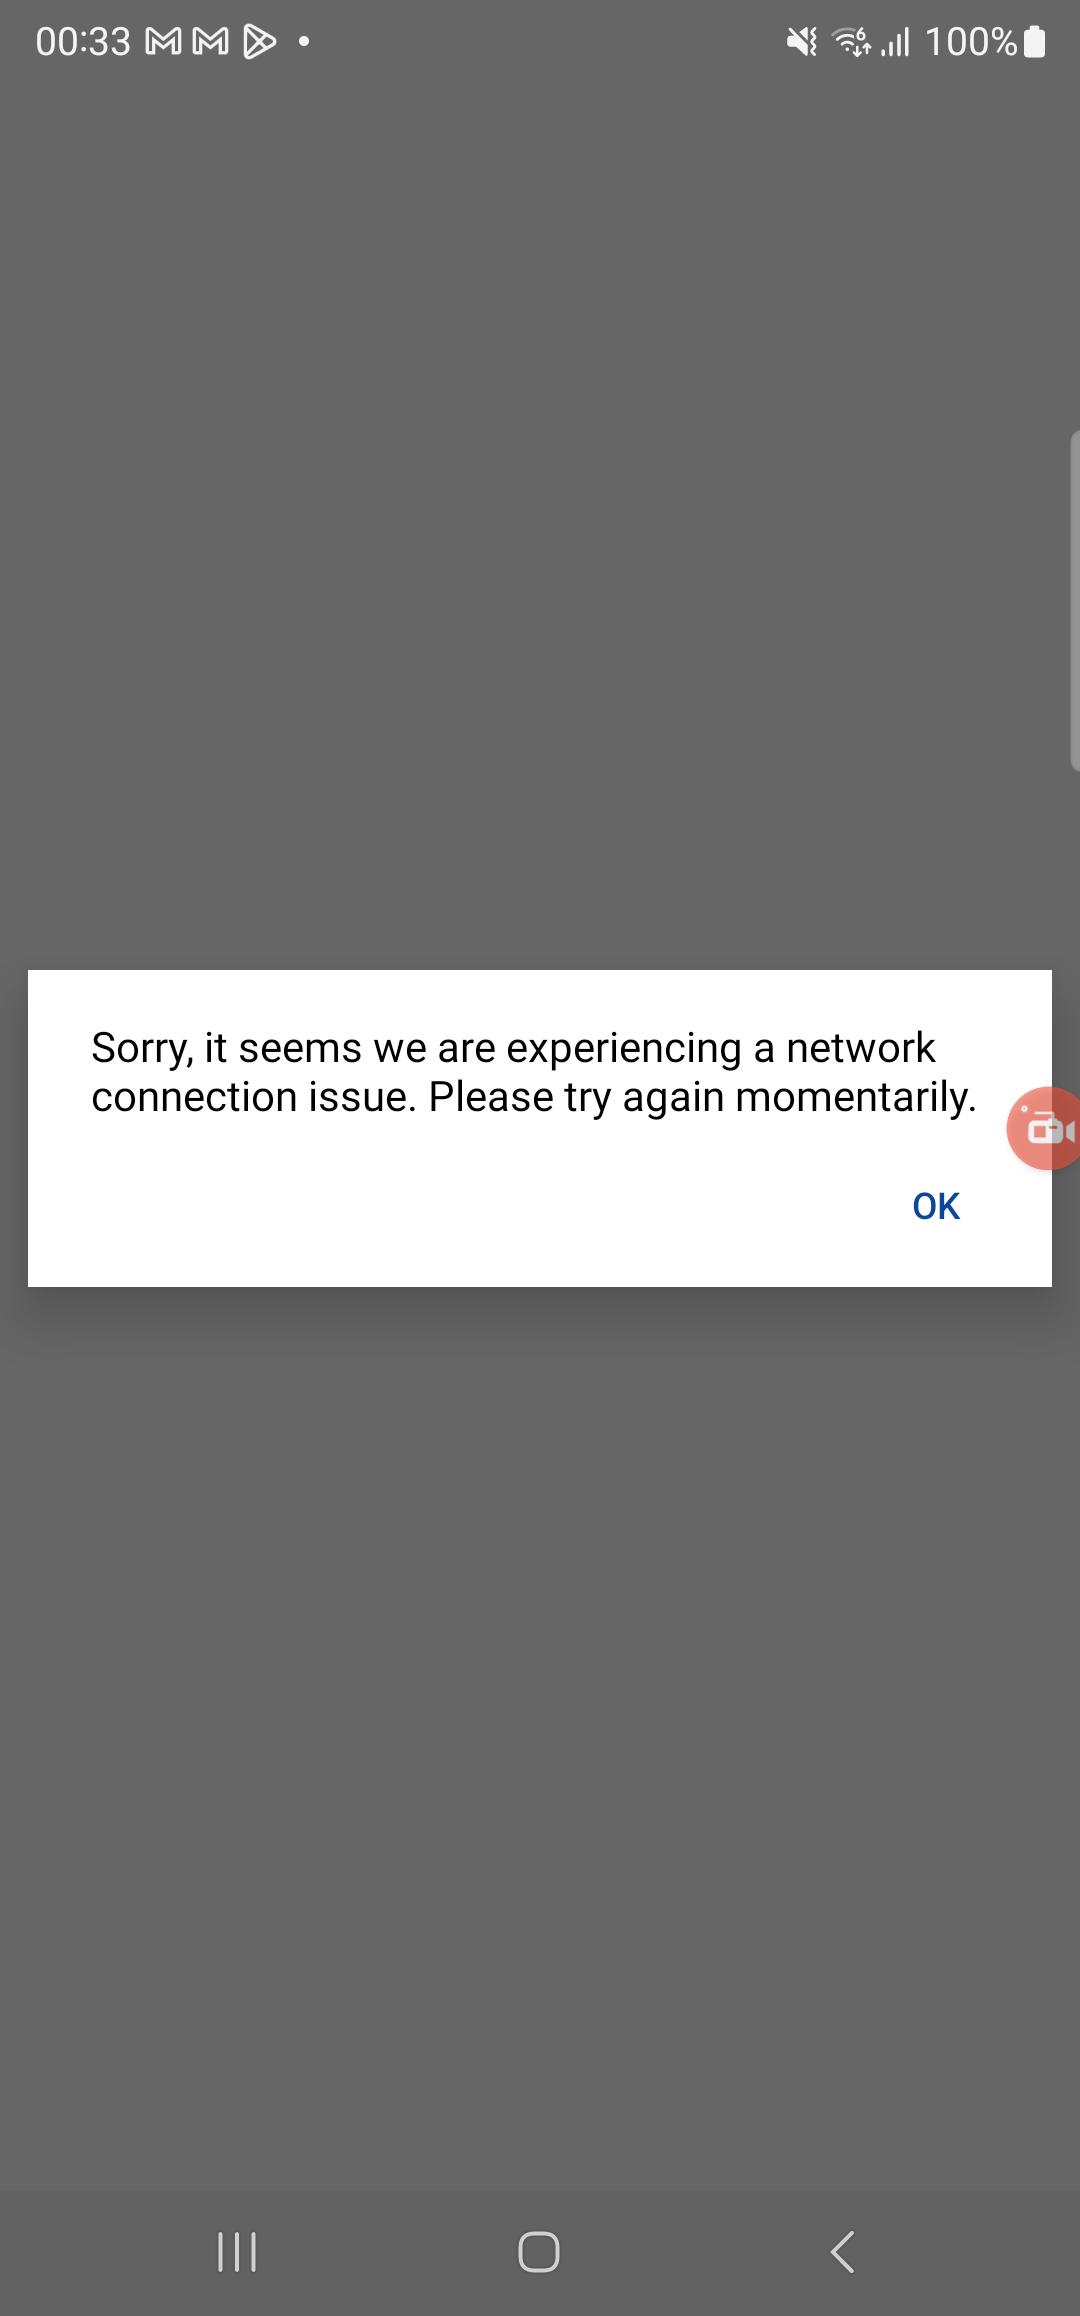 00:33
100%
Sorry, it seems we are experiencing a network
connection issue. Please try again momentarily.
OK